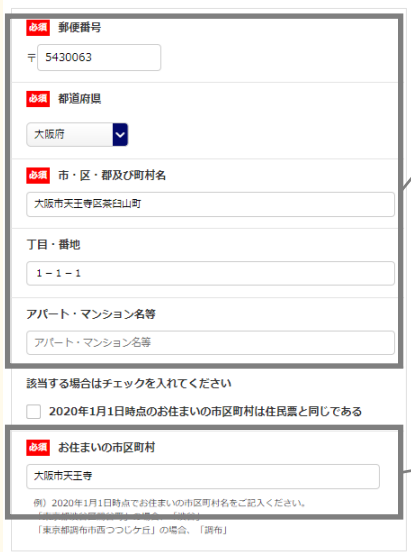 必須 郵便番号
〒 5430063
必須 都道府県
大阪府
必須 市・区・郡及び町村名
大阪市天王寺区茶臼山町
丁目・番地
１－１－１
アパート・マンション名等
アパート・マンション名等
該当する場合はチェックを入れてください
2020年1月1日時点のお住まいの市区町村は住民票と同じである
必須 お住まいの市区町村
大阪市天王寺
例）2020年1月1日時点でお住まいの市区町村名をご記入ください。
「東京都調布市西つつじケ丘」の場合、「調布」